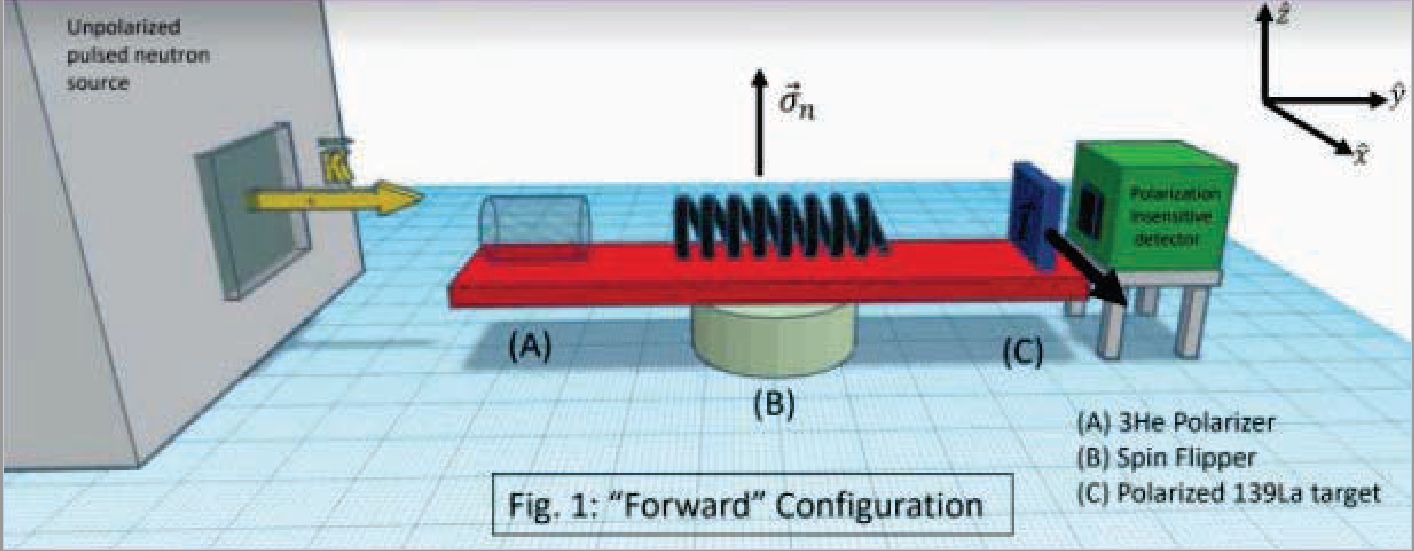 Unpolarized
pulsed neutron
source
σ⃗ₙ
ẑ
ŷ
x̂
Polarization
Insensitive
detector
(A)
(B)
(C)
(A) 3He Polarizer
(B) Spin Flipper
(C) Polarized 139La target
Fig. 1: “Forward” Configuration